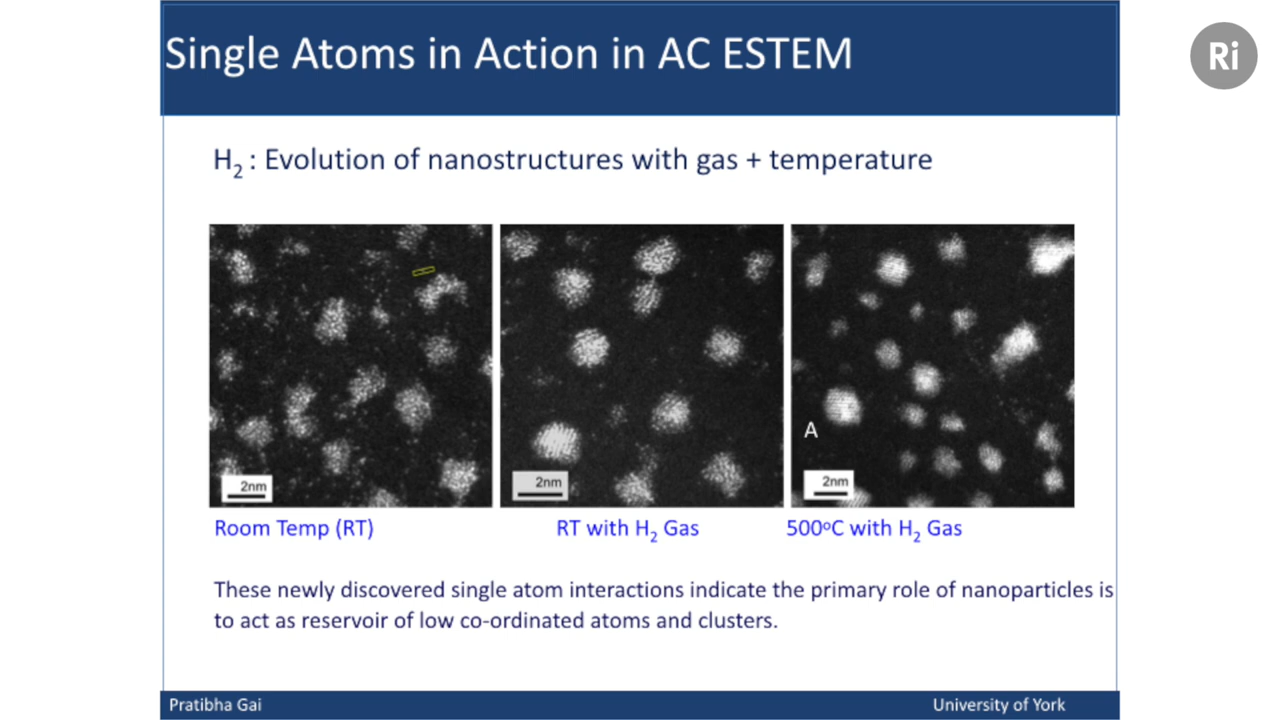 Single Atoms in Action in AC ESTEM
Ri
H₂ : Evolution of nanostructures with gas + temperature
A
2nm
2nm
2nm
Room Temp (RT)
RT with H₂ Gas
500°C with H₂ Gas
These newly discovered single atom interactions indicate the primary role of nanoparticles is
to act as reservoir of low co-ordinated atoms and clusters.
Pratibha Gai
University of York